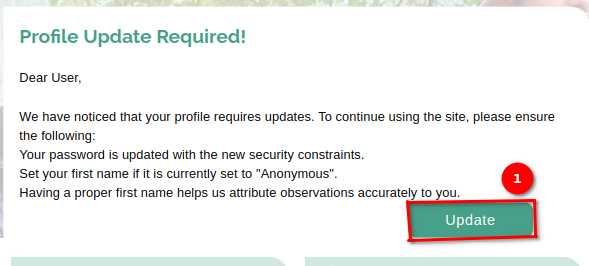 Profile Update Required!
Dear User,
We have noticed that your profile requires updates. To continue using the site, please ensure
the following:
Your password is updated with the new security constraints.
Set your first name if it is currently set to "Anonymous".
Having a proper first name helps us attribute observations accurately to you.
1
Update